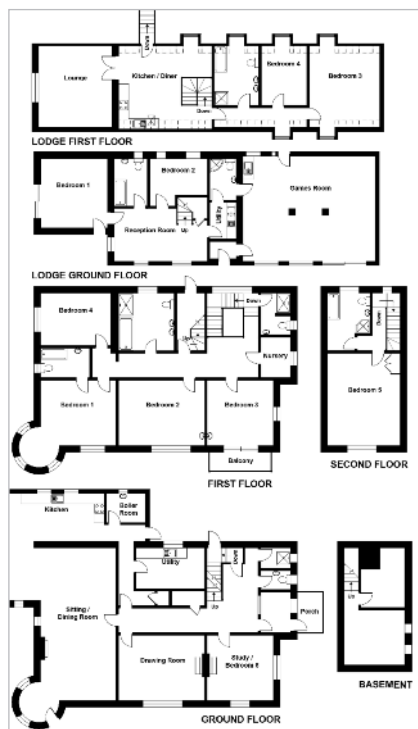 Lounge
Kitchen / Diner
Down
Down
Bedroom 4
Bedroom 3
LODGE FIRST FLOOR
Bedroom 1
Bedroom 2
Reception Room
Up
Utility
Games Room
LODGE GROUND FLOOR
Bedroom 4
Up
Down
Nursery
Bedroom 1
Bedroom 2
Bedroom 3
Balcony
FIRST FLOOR
Down
Bedroom 5
SECOND FLOOR
Kitchen
Boiler
Room
Utility
Down
Up
Sitting /
Dining Room
Porch
Drawing Room
Study /
Bedroom 6
GROUND FLOOR
Up
BASEMENT